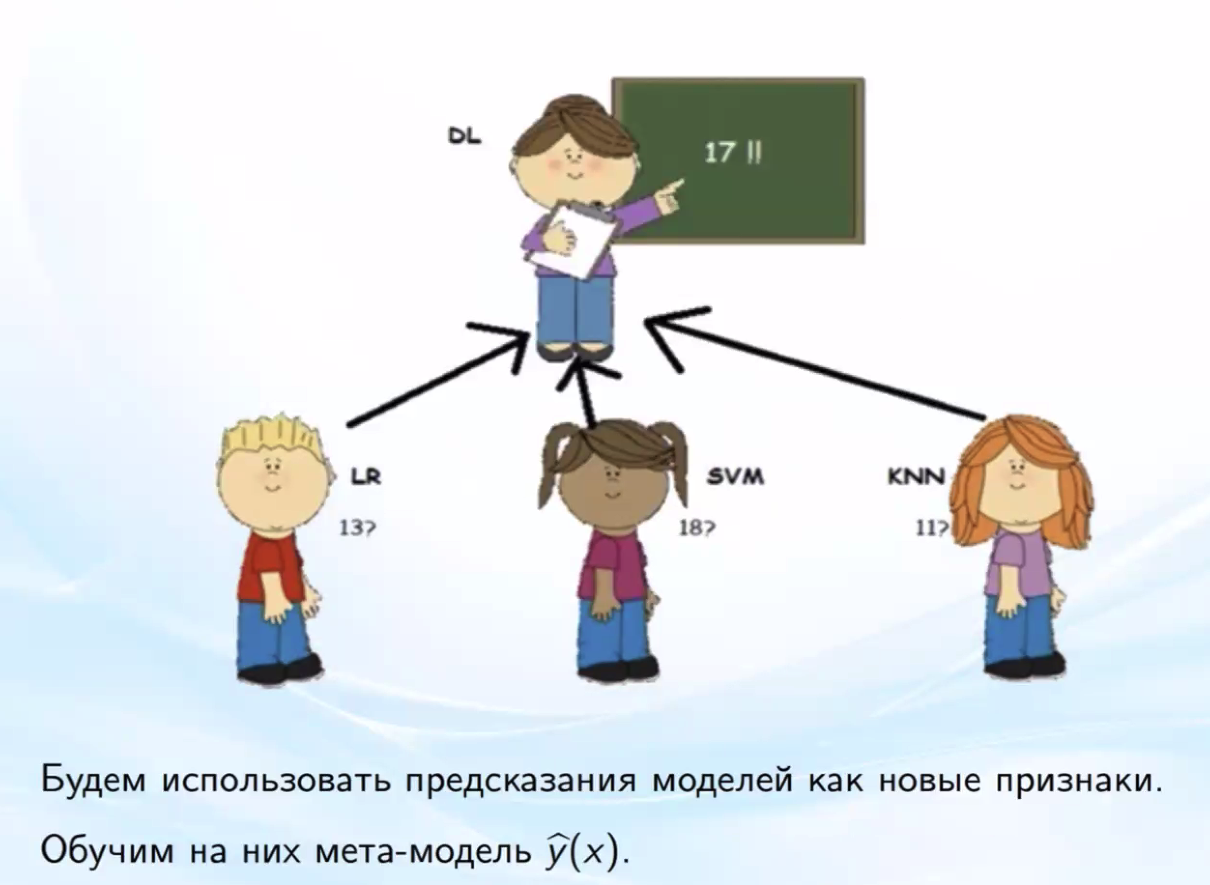 DL
17 !!
LR
13?
SVM
18?
KNN
11?
Будем использовать предсказания моделей как новые признаки.
Обучим на них мета-модель ŷ(x).